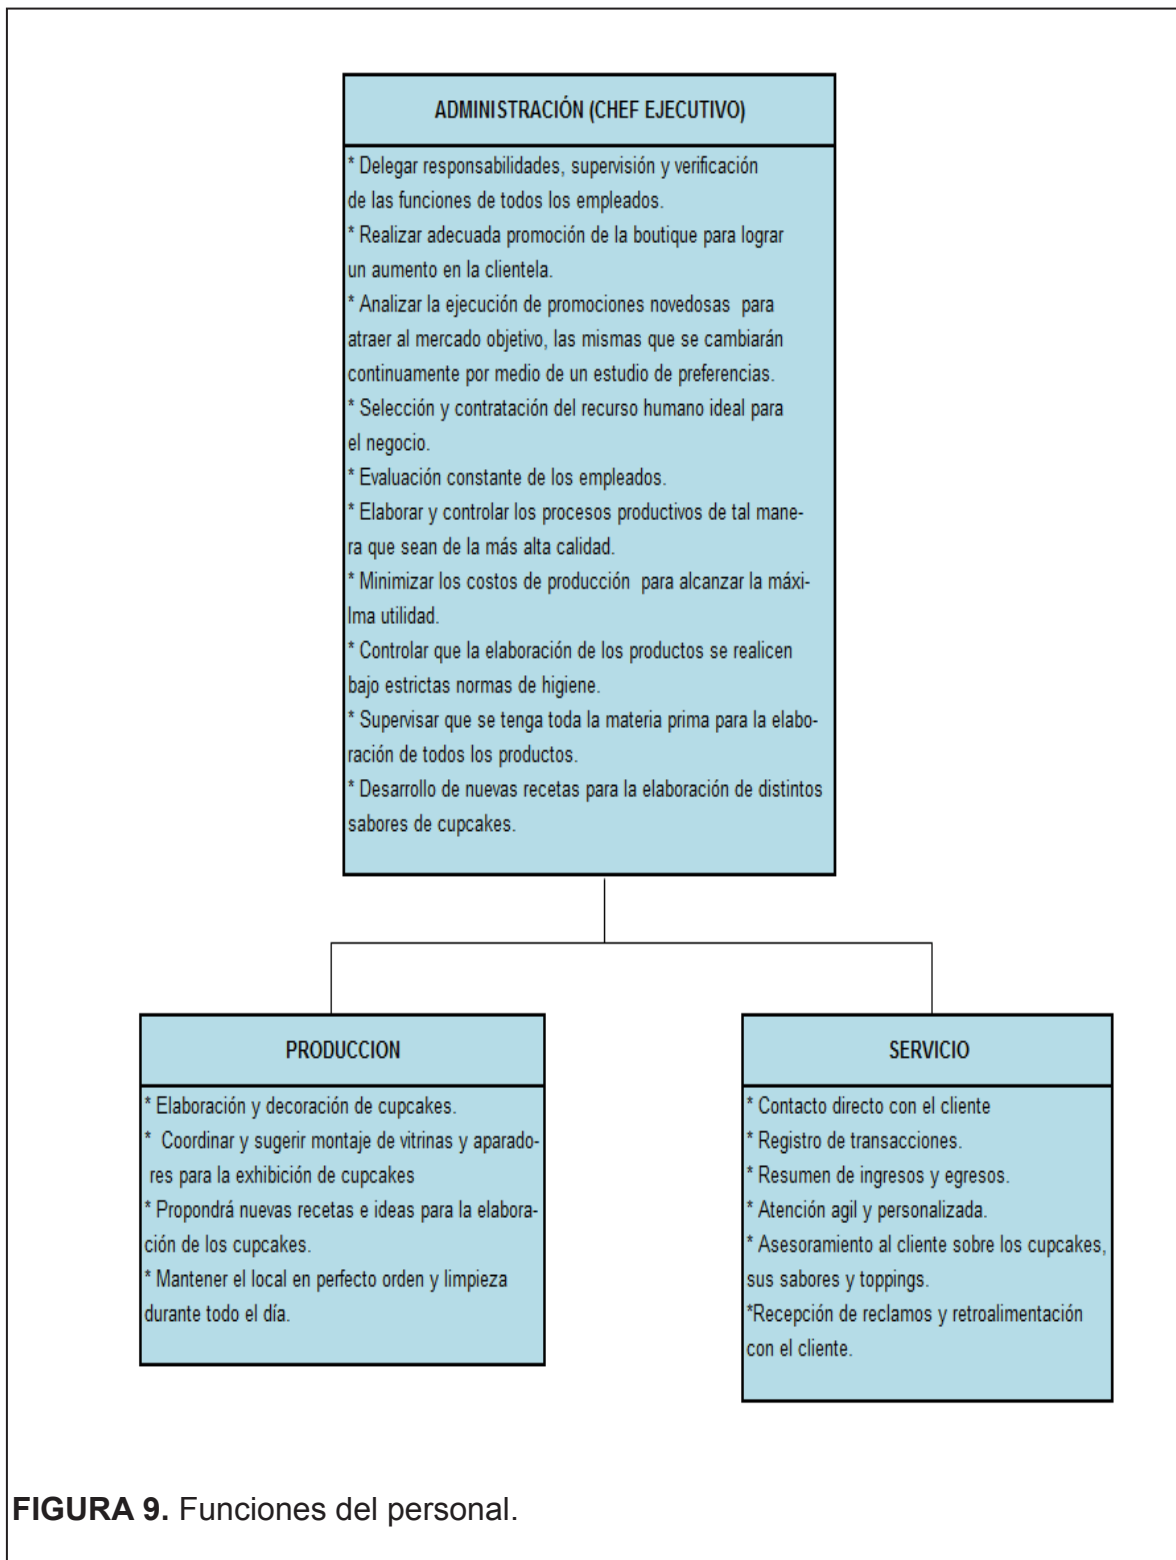 ADMINISTRACIÓN (CHEF EJECUTIVO)
* Delegar responsabilidades, supervisión y verificación
de las funciones de todos los empleados.
* Realizar adecuada promoción de la boutique para lograr
un aumento en la clientela.
* Analizar la ejecución de promociones novedosas  para
atraer al mercado objetivo, las mismas que se cambiarán
continuamente por medio de un estudio de preferencias.
* Selección y contratación del recurso humano ideal para
el negocio.
* Evaluación constante de los empleados.
* Elaborar y controlar los procesos productivos de tal mane-
ra que sean de la más alta calidad.
* Minimizar los costos de producción  para alcanzar la máxi-
lma utilidad.
* Controlar que la elaboración de los productos se realicen
bajo estrictas normas de higiene.
* Supervisar que se tenga toda la materia prima para la elabo-
ración de todos los productos.
* Desarrollo de nuevas recetas para la elaboración de distintos
sabores de cupcakes.
PRODUCCION
* Elaboración y decoración de cupcakes.
*  Coordinar y sugerir montaje de vitrinas y aparado-
res para la exhibición de cupcakes
* Propondrá nuevas recetas e ideas para la elabora-
ción de los cupcakes.
* Mantener el local en perfecto orden y limpieza
durante todo el día.
SERVICIO
* Contacto directo con el cliente
* Registro de transacciones.
* Resumen de ingresos y egresos.
* Atención agil y personalizada.
* Asesoramiento al cliente sobre los cupcakes,
sus sabores y toppings.
*Recepción de reclamos y retroalimentación
con el cliente.
FIGURA 9. Funciones del personal.